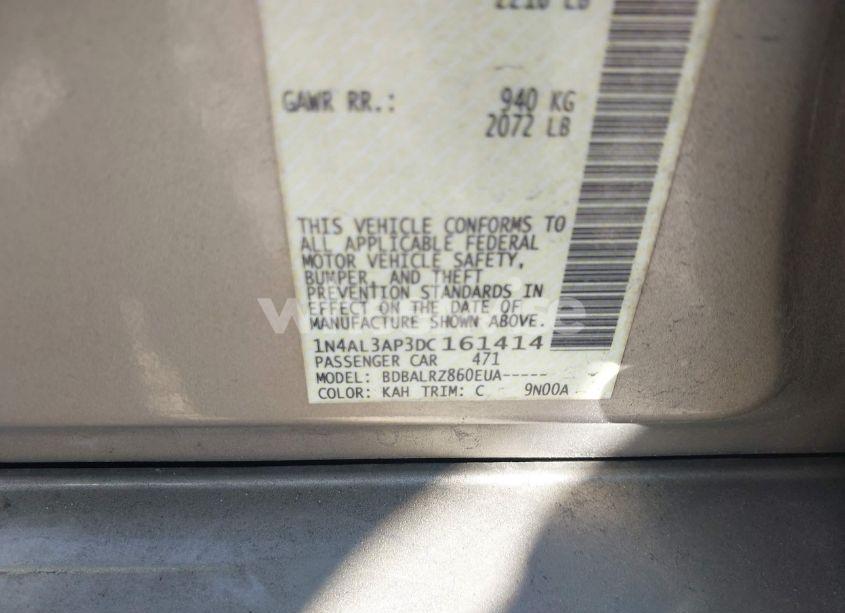 GAWR RR.: 940 KG
2072 LB
THIS VEHICLE CONFORMS TO
ALL APPLICABLE FEDERAL
MOTOR VEHICLE SAFETY,
BUMPER, AND THEFT
PREVENTION STANDARDS IN
EFFECT ON THE DATE OF
MANUFACTURE SHOWN ABOVE.
1N4AL3AP3DC161414
PASSENGER CAR 471
MODEL: BDBALRZ860EUA-----
COLOR: KAH TRIM: C 9N00A